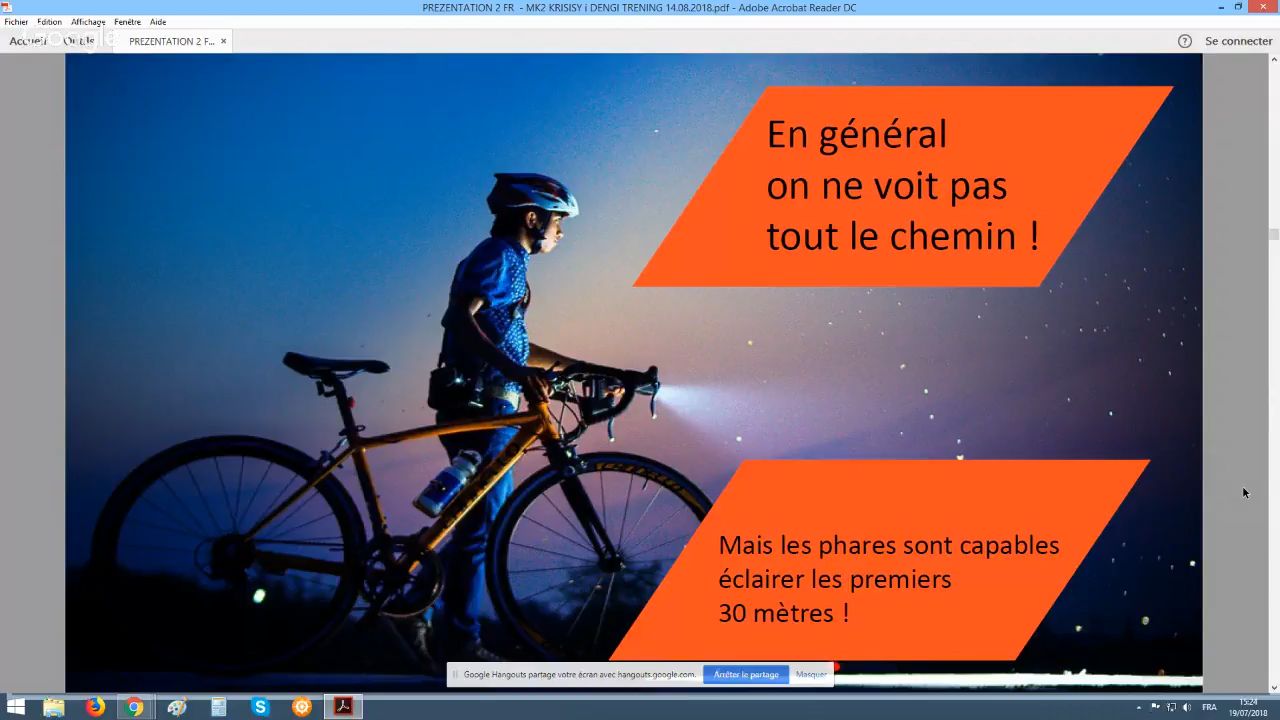 PREZENTATION 2 FR - MK2 KRISISY i DENGI TRENING 14.08.2018.pdf - Adobe Acrobat Reader DC
Fichier Edition Affichage Fenêtre Aide
Accueil Outils PREZENTATION 2 F... × ? Se connecter
Google
En général
on ne voit pas
tout le chemin !
Mais les phares sont capables
éclairer les premiers
30 mètres !
Google Hangouts partage votre écran avec hangouts.google.com. Arrêter le partage Masquer
FRA 15:24
19/07/2018